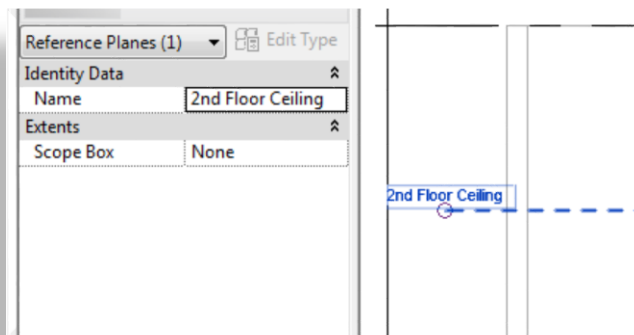 Reference Planes (1) Edit Type
Identity Data
Name 2nd Floor Ceiling
Extents
Scope Box None
2nd Floor Ceiling